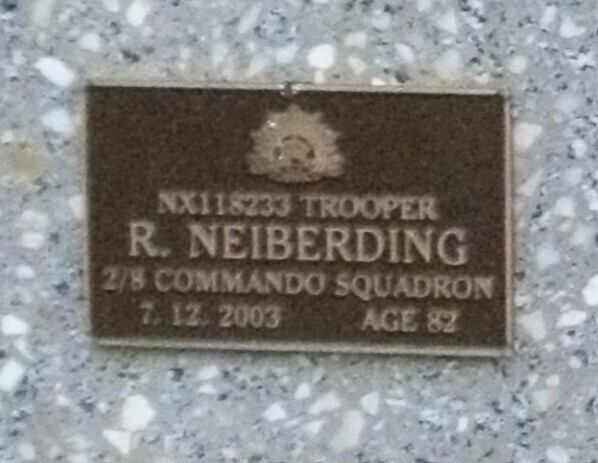 NX118233 TROOPER
R. NEIBERDING
2/8 COMMANDO SQUADRON
7. 12. 2003 AGE 82